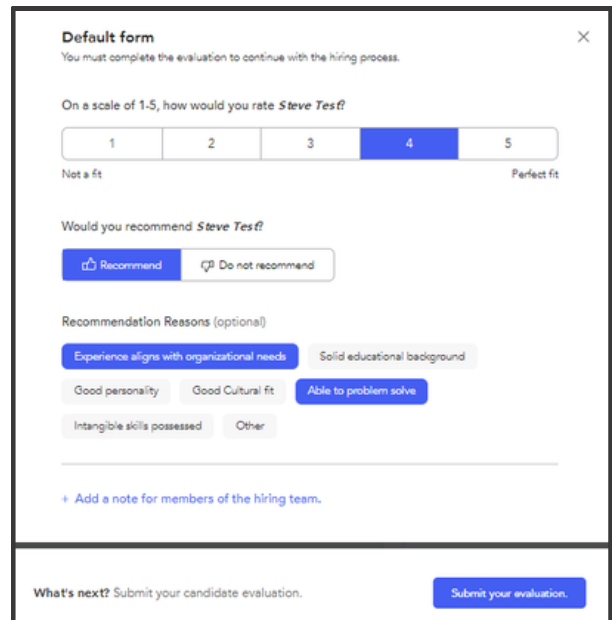 Default form
You must complete the evaluation to continue with the hiring process.
On a scale of 1-5, how would you rate Steve Test?
1 2 3 4 5
Not a fit Perfect fit
Would you recommend Steve Test?
Recommend Do not recommend
Recommendation Reasons (optional)
Experience aligns with organizational needs Solid educational background
Good personality Good Cultural fit Able to problem solve
Intangible skills possessed Other
+ Add a note for members of the hiring team.
What's next? Submit your candidate evaluation. Submit your evaluation.